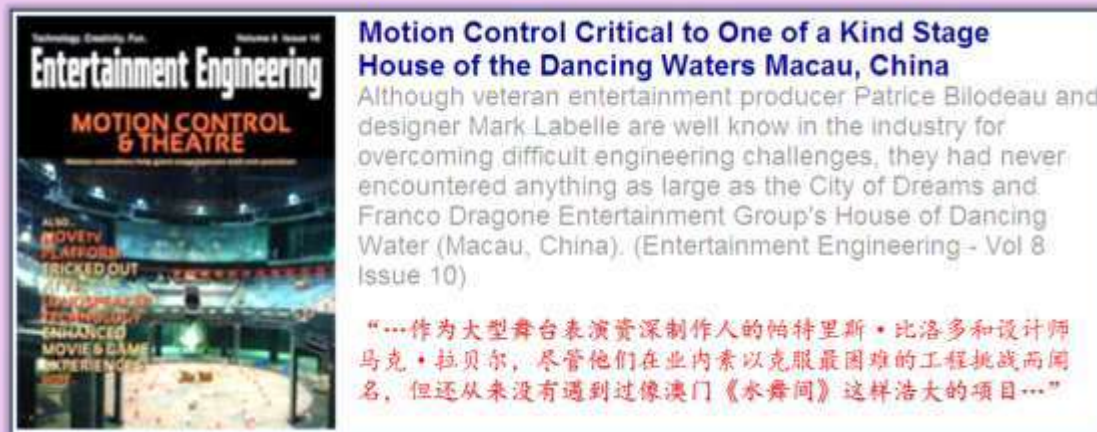 Technology. Creativity. Fun.
Volume 8 Issue 10
Entertainment Engineering
MOTION CONTROL
& THEATRE
ALSO
MOVEtv
PLATFORM
TRICKED OUT
LOUDSPEAKER
TECHNOLOGY
ENHANCED
MOVIE & GAME
EXPERIENCES
Motion Control Critical to One of a Kind Stage
House of the Dancing Waters Macau, China
Although veteran entertainment producer Patrice Bilodeau and
designer Mark Labelle are well know in the industry for
overcoming difficult engineering challenges, they had never
encountered anything as large as the City of Dreams and
Franco Dragone Entertainment Group's House of Dancing
Water (Macau, China). (Entertainment Engineering - Vol 8
Issue 10)
“…作为大型舞台表演资深制作人的帕特里斯·比洛多和设计师
马克·拉贝尔，尽管他们在业内素以克服最困难的工程挑战而闻
名，但还从来没有遇到过像澳门《水舞间》这样浩大的项目…”